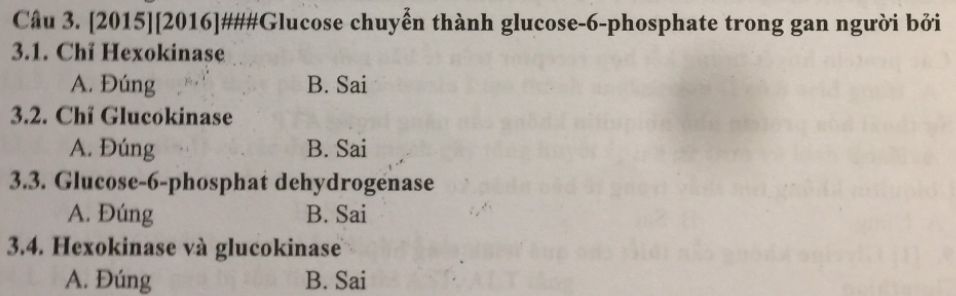 Câu 3. [2015][2016]###Glucose chuyển thành glucose-6-phosphate trong gan người bởi
3.1. Chỉ Hexokinase
A. Đúng B. Sai
3.2. Chỉ Glucokinase
A. Đúng B. Sai
3.3. Glucose-6-phosphat dehydrogenase
A. Đúng B. Sai
3.4. Hexokinase và glucokinase
A. Đúng B. Sai